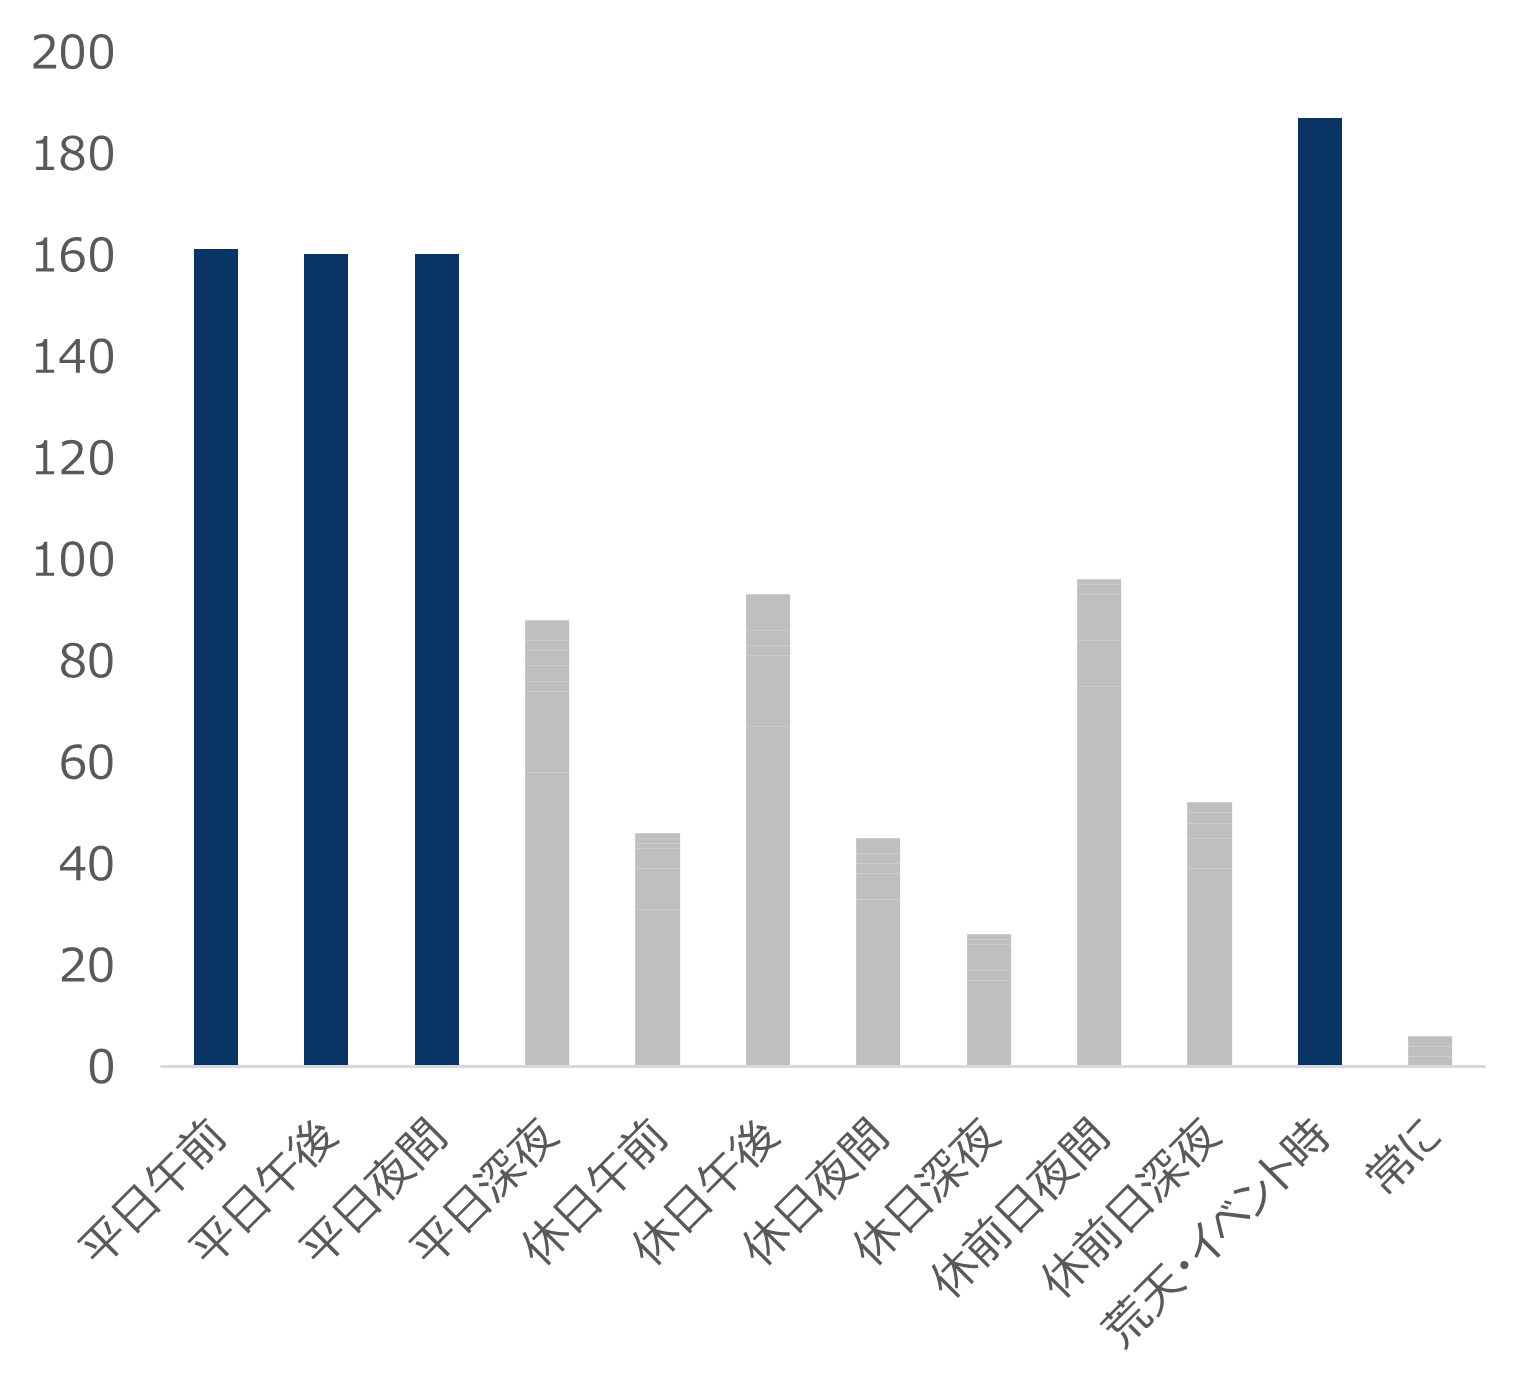 200
180
160
140
120
100
80
60
40
20
0
平日午前
平日午後
平日夜間
平日深夜
休日午前
休日午後
休日夜間
休日深夜
休前日夜間
休前日深夜
荒天・イベント時
常に